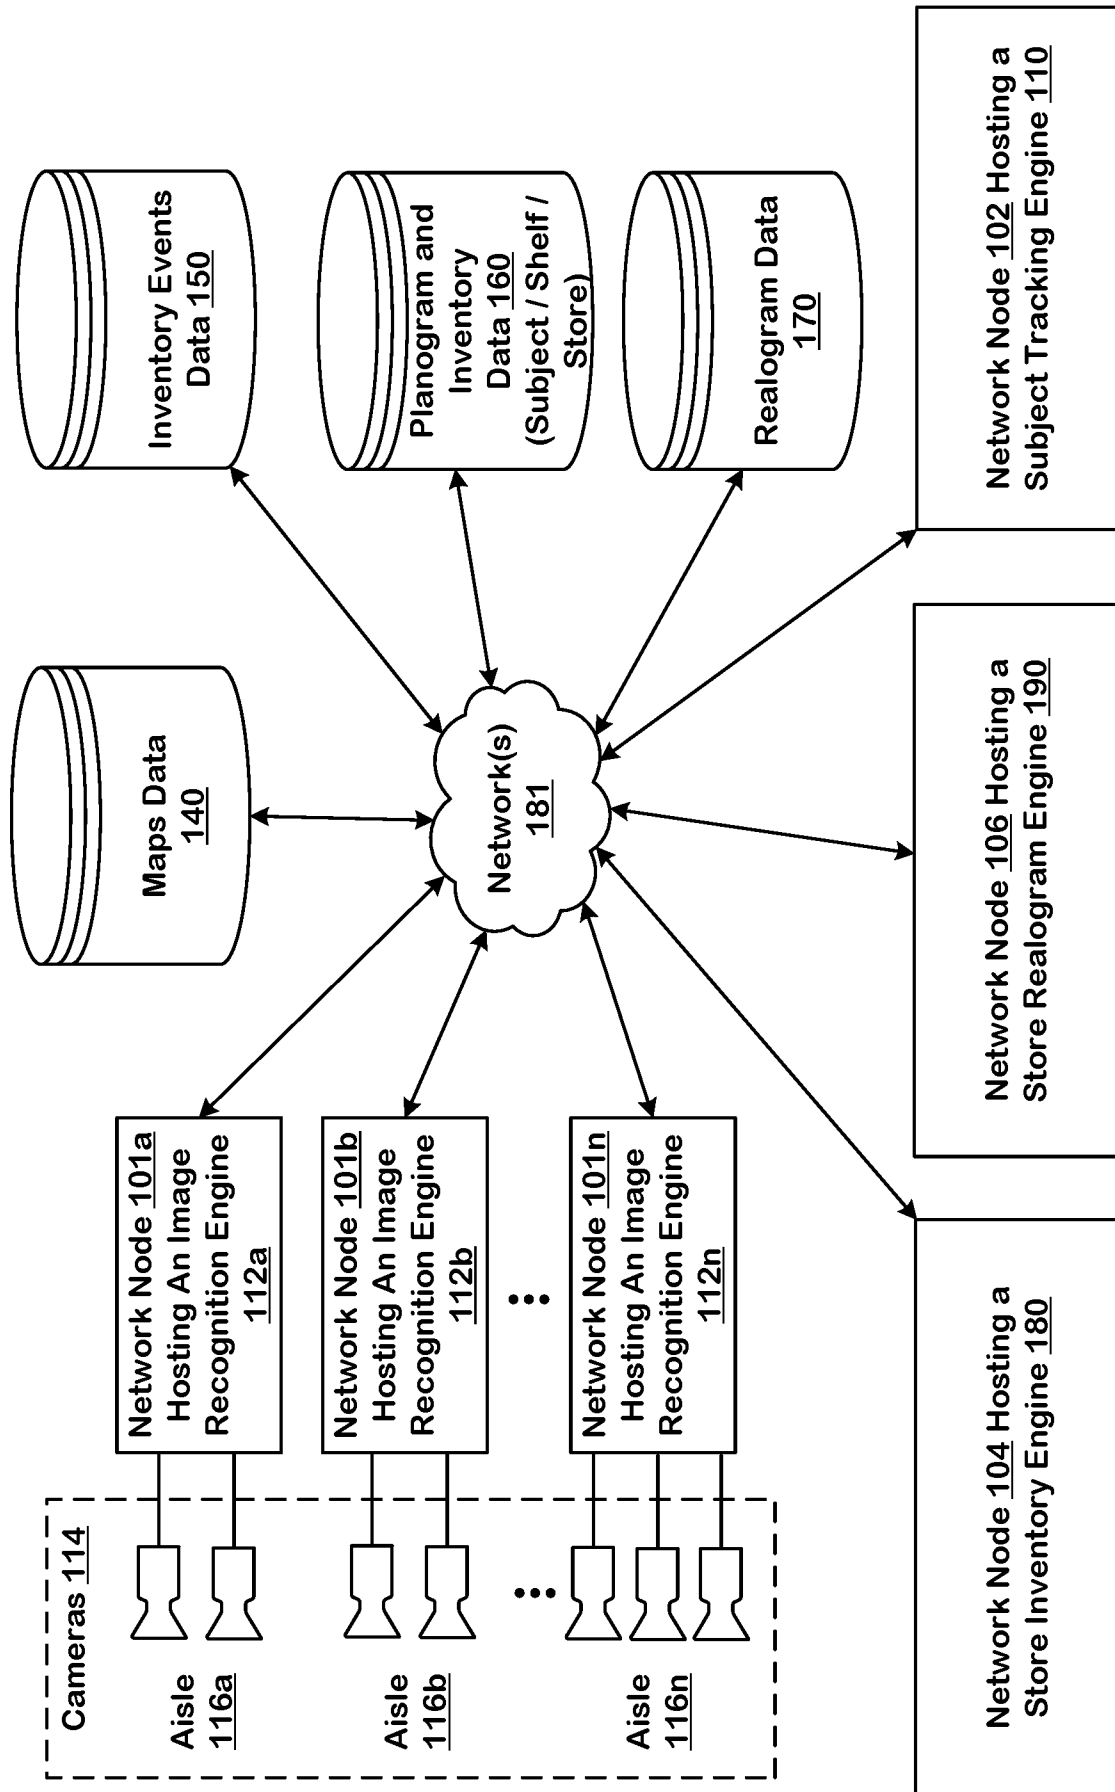 Cameras 114
Aisle
116a
Aisle
116b
Aisle
116n
Network Node 101a
Hosting An Image
Recognition Engine
112a
Network Node 101b
Hosting An Image
Recognition Engine
112b
Network Node 101n
Hosting An Image
Recognition Engine
112n
Maps Data
140
Network(s)
181
Inventory Events
Data 150
Planogram and
Inventory
Data 160
(Subject / Shelf /
Store)
Realogram Data
170
Network Node 104 Hosting a
Store Inventory Engine 180
Network Node 106 Hosting a
Store Realogram Engine 190
Network Node 102 Hosting a
Subject Tracking Engine 110